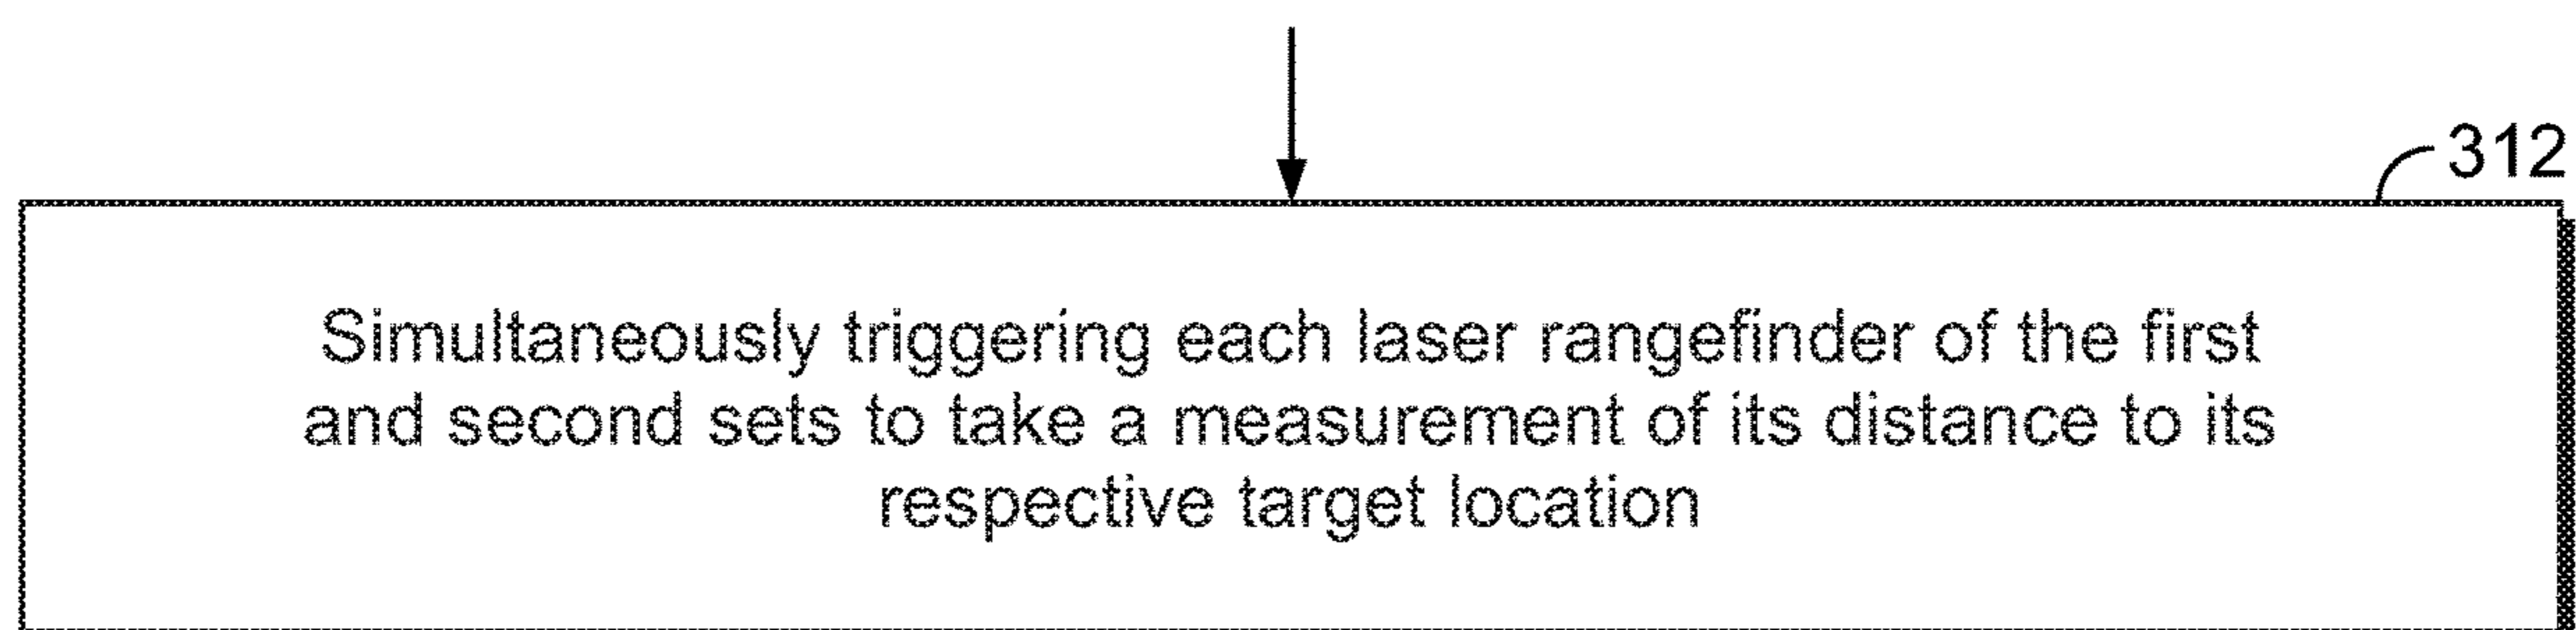 312
Simultaneously triggering each laser rangefinder of the first
and second sets to take a measurement of its distance to its
respective target location